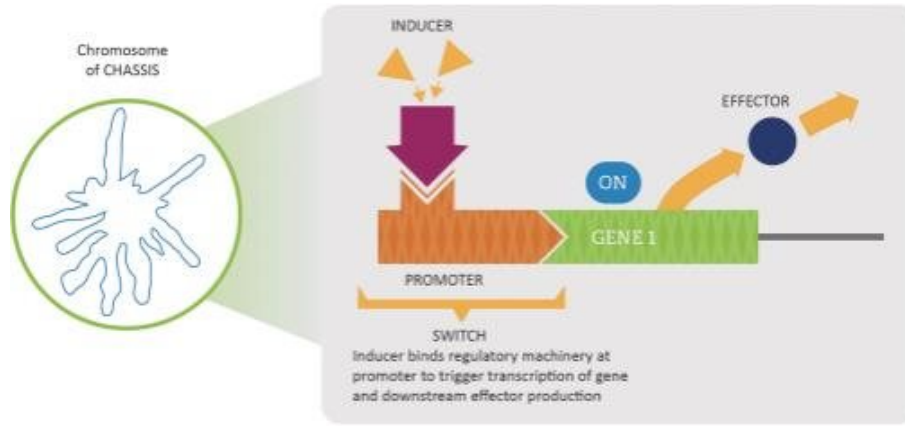 Chromosome
of CHASSIS
INDUCER
EFFECTOR
ON
GENE 1
PROMOTER
SWITCH
Inducer binds regulatory machinery at
promoter to trigger transcription of gene
and downstream effector production